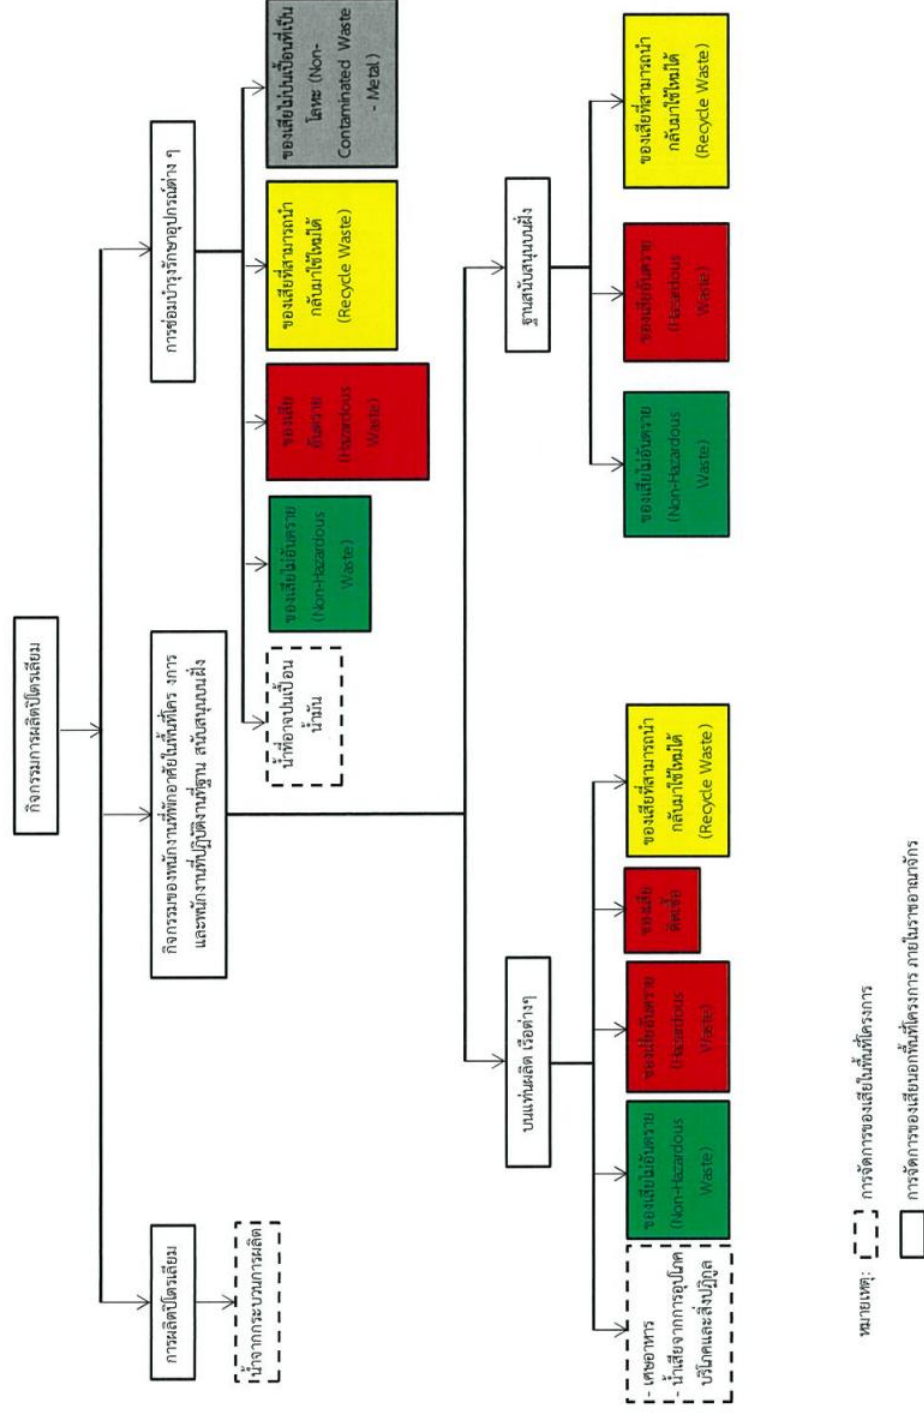 กิจกรรมการผลิตปิโตรเลียม
การผลิตปิโตรเลียม
กิจกรรมของพนักงานที่พักอาศัยในพื้นที่โคร งการ
และพนักงานที่ปฏิบัติงานที่ฐาน สนับสนุนบนฝั่ง
การซ่อมบำรุงรักษาอุปกรณ์ต่าง ๆ
น้ำจากกระบวนการผลิต
น้ำที่อาจปนเปื้อน
น้ำมัน
ของเสียไม่อันตราย
(Non-Hazardous
Waste)
ของเสีย
อันตราย
(Hazardous
Waste)
ของเสียที่สามารถนำ
กลับมาใช้ใหม่ได้
(Recycle Waste)
ของเสียไม่ปนเปื้อนที่เป็น
โลหะ (Non-
Contaminated Waste
- Metal)
บนแท่นผลิต เรือต่างๆ
ฐานสนับสนุนบนฝั่ง
- เศษอาหาร
- น้ำเสียจากการอุปโภค
บริโภคและสิ่งปฏิกูล
ของเสียไม่อันตราย
(Non-Hazardous
Waste)
ของเสียอันตราย
(Hazardous
Waste)
ของเสีย
ติดเชื้อ
ของเสียที่สามารถนำ
กลับมาใช้ใหม่ได้
(Recycle Waste)
ของเสียไม่อันตราย
(Non-Hazardous
Waste)
ของเสียอันตราย
(Hazardous
Waste)
ของเสียที่สามารถนำ
กลับมาใช้ใหม่ได้
(Recycle Waste)
หมายเหตุ: การจัดการของเสียในพื้นที่โครงการ
การจัดการของเสียนอกพื้นที่โครงการ ภายในราชอาณาจักร